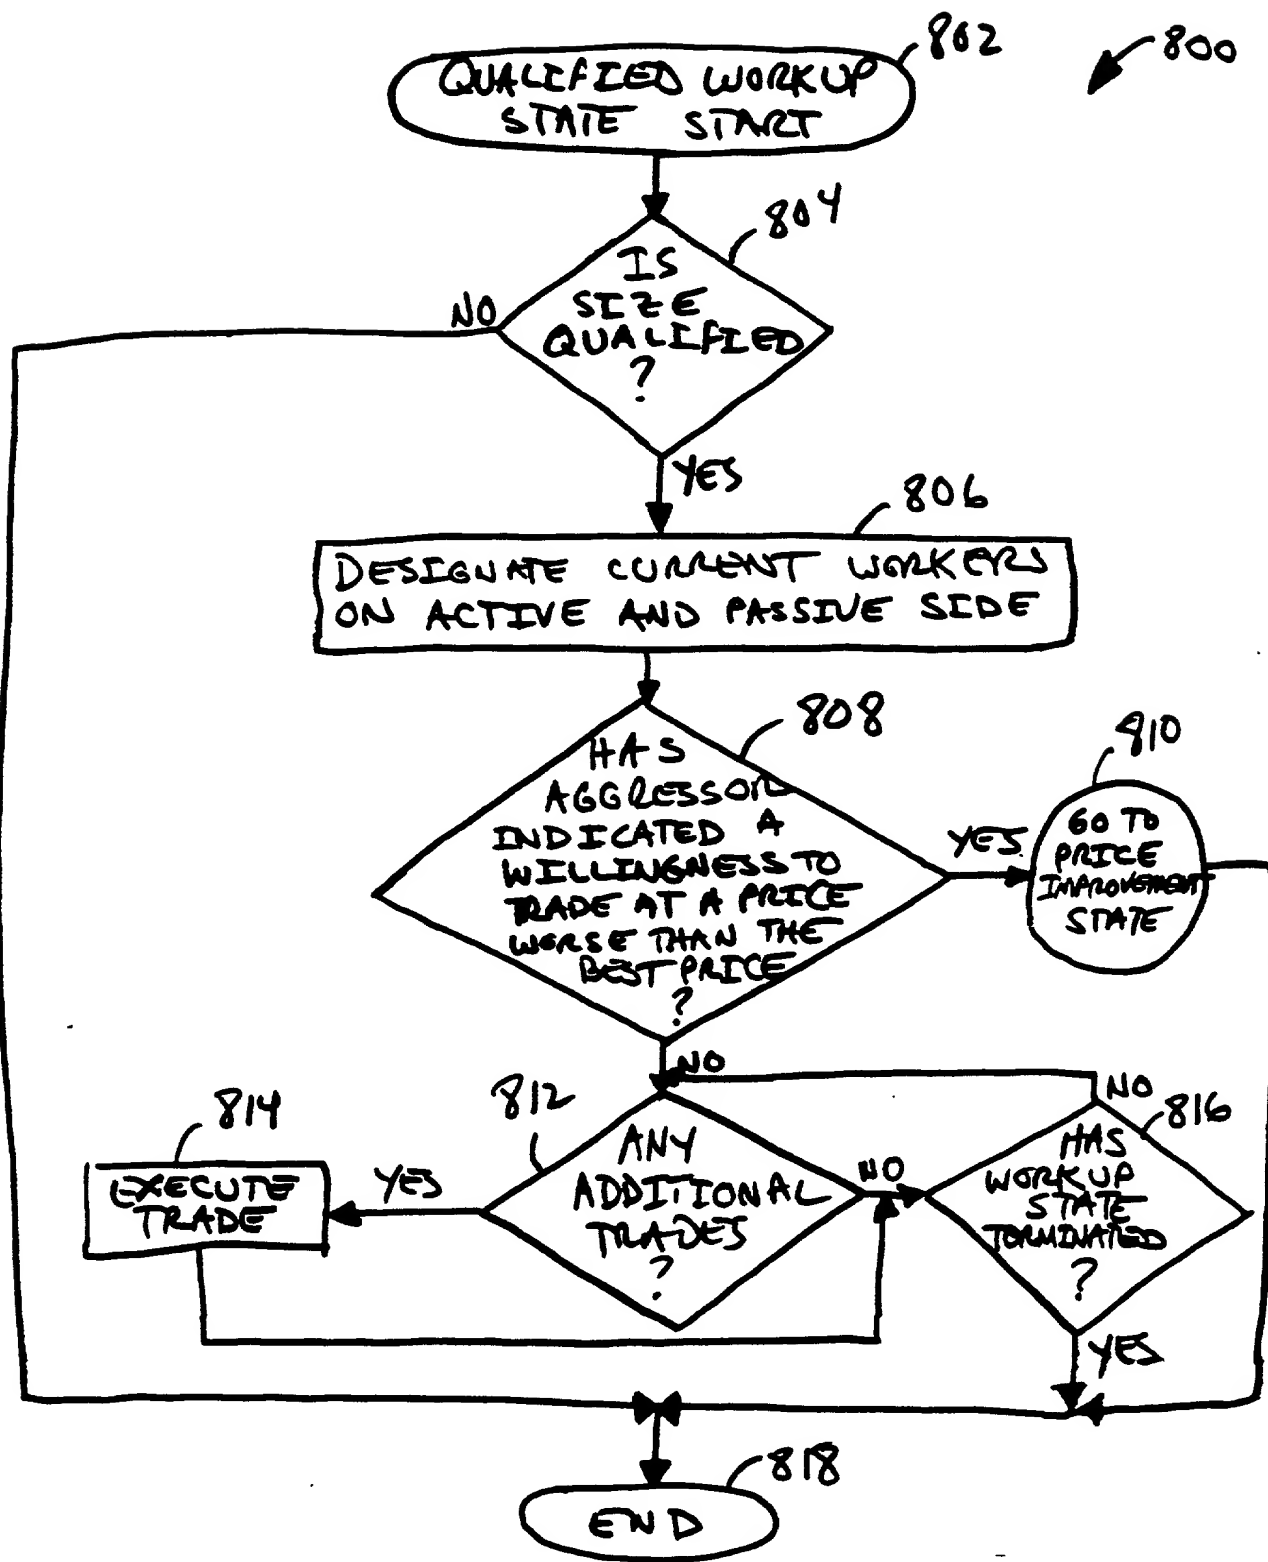 802
800
QUALIFIED WORKUP
STATE START
804
IS
SIZE
QUALIFIED
?
NO
YES
806
DESIGNATE CURRENT WORKERS
ON ACTIVE AND PASSIVE SIDE
808
HAS
AGGRESSOR
INDICATED A
WILLINGNESS TO
TRADE AT A PRICE
WORSE THAN THE
BEST PRICE
?
YES
810
GO TO
PRICE
IMPROVEMENT
STATE
NO
812
ANY
ADDITIONAL
TRADES
?
YES
814
EXECUTE
TRADE
NO
NO
816
HAS
WORKUP
STATE
TORMINATED
?
YES
818
END